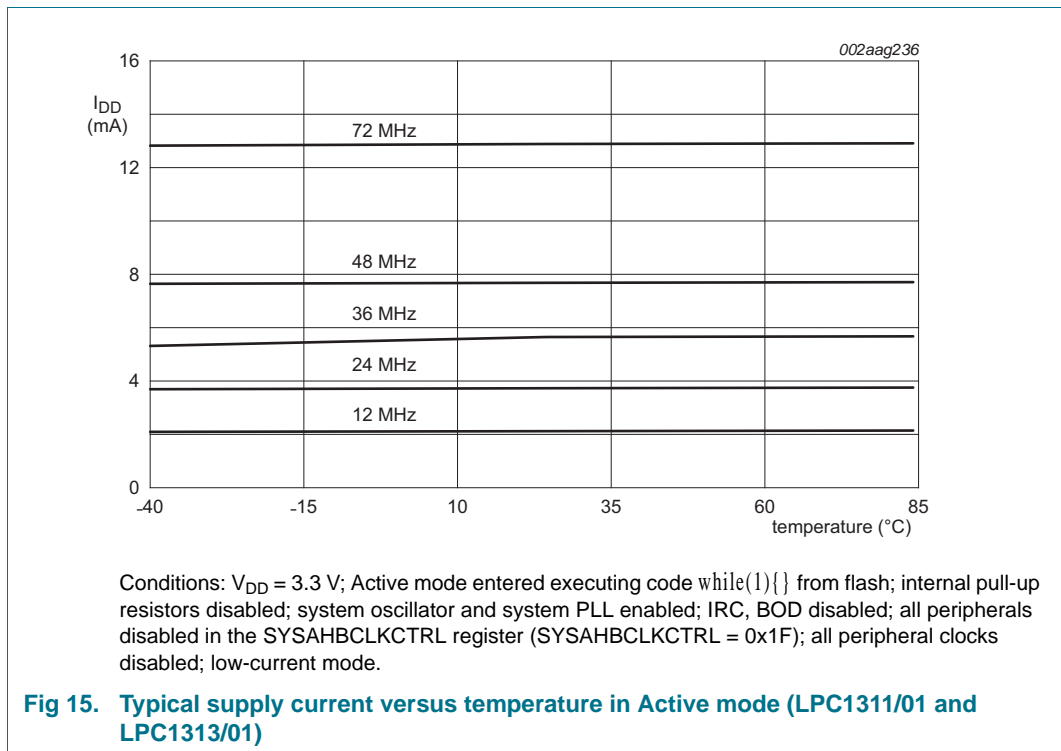 002aag236
16
I_DD
(mA)
72 MHz
12
48 MHz
8
36 MHz
24 MHz
4
12 MHz
0
-40 -15 10 35 60 85
temperature (°C)
Conditions: V_DD = 3.3 V; Active mode entered executing code while(1){} from flash; internal pull-up
resistors disabled; system oscillator and system PLL enabled; IRC, BOD disabled; all peripherals
disabled in the SYSAHBCLKCTRL register (SYSAHBCLKCTRL = 0x1F); all peripheral clocks
disabled; low-current mode.
Fig 15. Typical supply current versus temperature in Active mode (LPC1311/01 and
LPC1313/01)